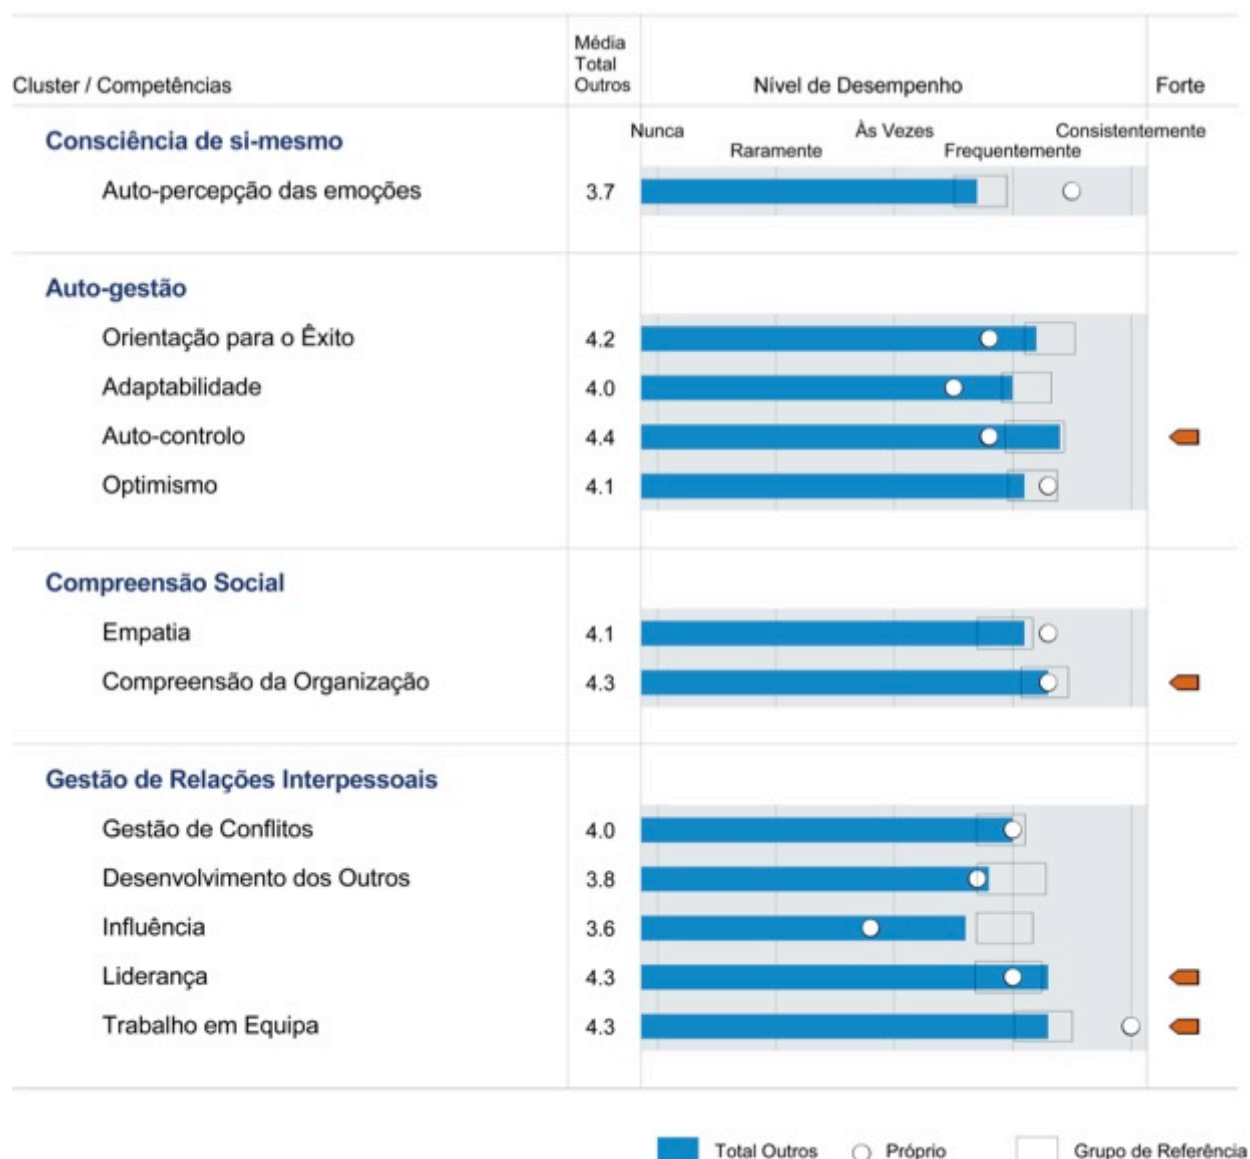 Cluster / Competências
Média
Total
Outros
Nível de Desempenho
Forte
Consciência de si-mesmo
Nunca
Raramente
Às Vezes
Frequentemente
Consistentemente
Auto-percepção das emoções 3.7
Auto-gestão
Orientação para o Êxito 4.2
Adaptabilidade 4.0
Auto-controlo 4.4
Optimismo 4.1
Compreensão Social
Empatia 4.1
Compreensão da Organização 4.3
Gestão de Relações Interpessoais
Gestão de Conflitos 4.0
Desenvolvimento dos Outros 3.8
Influência 3.6
Liderança 4.3
Trabalho em Equipa 4.3
Total Outros Próprio Grupo de Referência